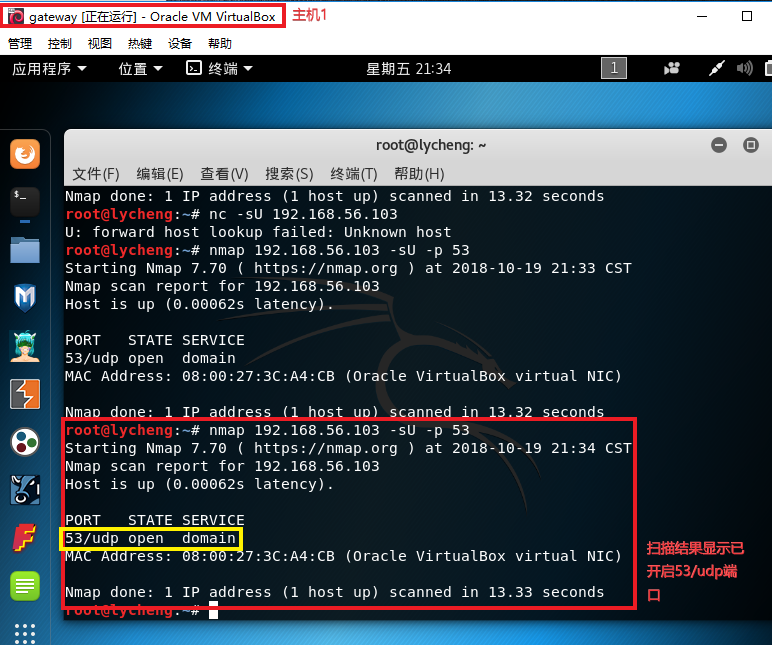 gateway [正在运行] - Oracle VM VirtualBox
主机1
管理 控制 视图 热键 设备 帮助
应用程序 位置 终端 星期五 21:34 1
root@lycheng: ~
文件(F) 编辑(E) 查看(V) 搜索(S) 终端(T) 帮助(H)
Nmap done: 1 IP address (1 host up) scanned in 13.32 seconds
root@lycheng:~# nc -sU 192.168.56.103
U: forward host lookup failed: Unknown host
root@lycheng:~# nmap 192.168.56.103 -sU -p 53
Starting Nmap 7.70 ( https://nmap.org ) at 2018-10-19 21:33 CST
Nmap scan report for 192.168.56.103
Host is up (0.00062s latency).
PORT   STATE SERVICE
53/udp open  domain
MAC Address: 08:00:27:3C:A4:CB (Oracle VirtualBox virtual NIC)
Nmap done: 1 IP address (1 host up) scanned in 13.32 seconds
root@lycheng:~# nmap 192.168.56.103 -sU -p 53
Starting Nmap 7.70 ( https://nmap.org ) at 2018-10-19 21:34 CST
Nmap scan report for 192.168.56.103
Host is up (0.00062s latency).
PORT   STATE SERVICE
53/udp open  domain
MAC Address: 08:00:27:3C:A4:CB (Oracle VirtualBox virtual NIC)
Nmap done: 1 IP address (1 host up) scanned in 13.33 seconds
root@lycheng:~#
扫描结果显示已
开启53/udp端
口